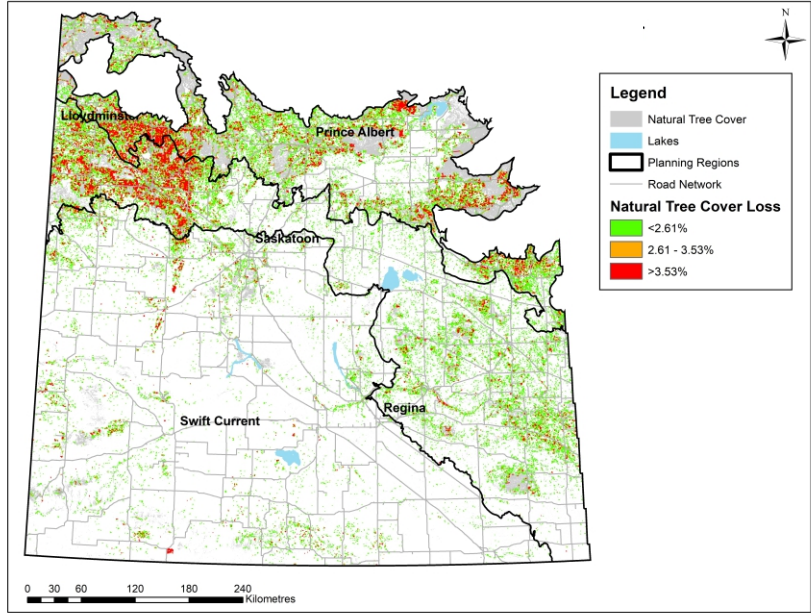 N
Lloydminster
Prince Albert
Saskatoon
Swift Current
Regina
Legend
Natural Tree Cover
Lakes
Planning Regions
Road Network
Natural Tree Cover Loss
<2.61%
2.61 - 3.53%
>3.53%
0 30 60 120 180 240
Kilometres